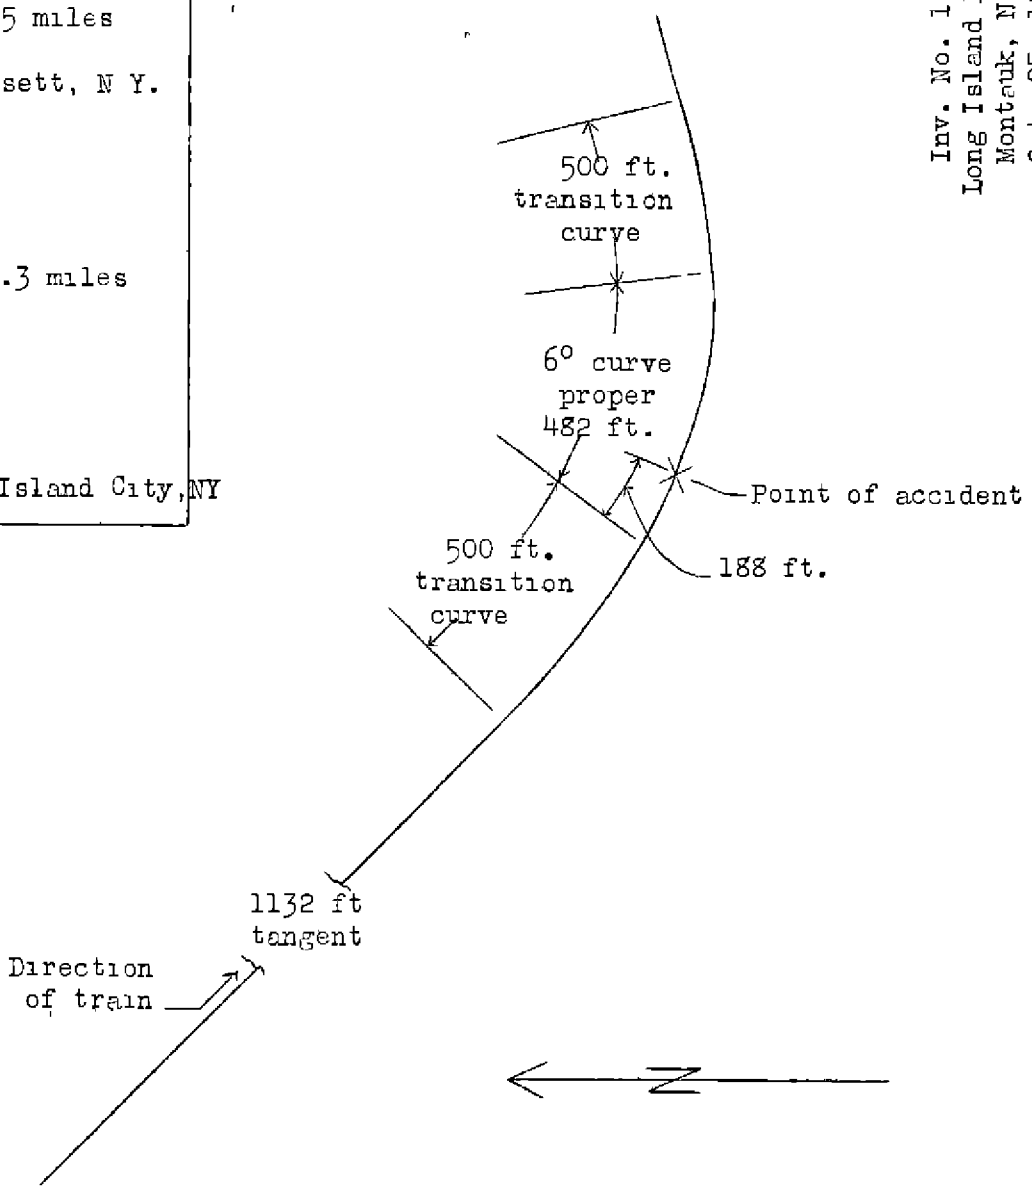 5 miles
sett, N Y.
.3 miles
Island City, NY
Inv. No. 1
Long Island
Montauk, N
500 ft.
transition
curve
6° curve
proper
482 ft.
Point of accident
188 ft.
500 ft.
transition
curve
1132 ft
tangent
Direction
of train
N